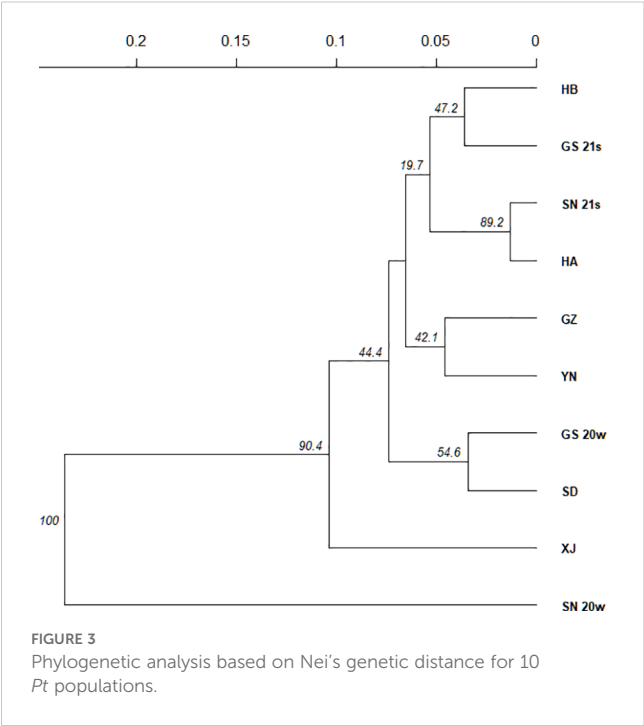 0.2 0.15 0.1 0.05 0
HB
47.2
GS 21s
19.7
SN 21s
89.2
HA
GZ
42.1
44.4
YN
GS 20w
90.4
54.6
SD
100
XJ
SN 20w
FIGURE 3
Phylogenetic analysis based on Nei’s genetic distance for 10
Pt populations.